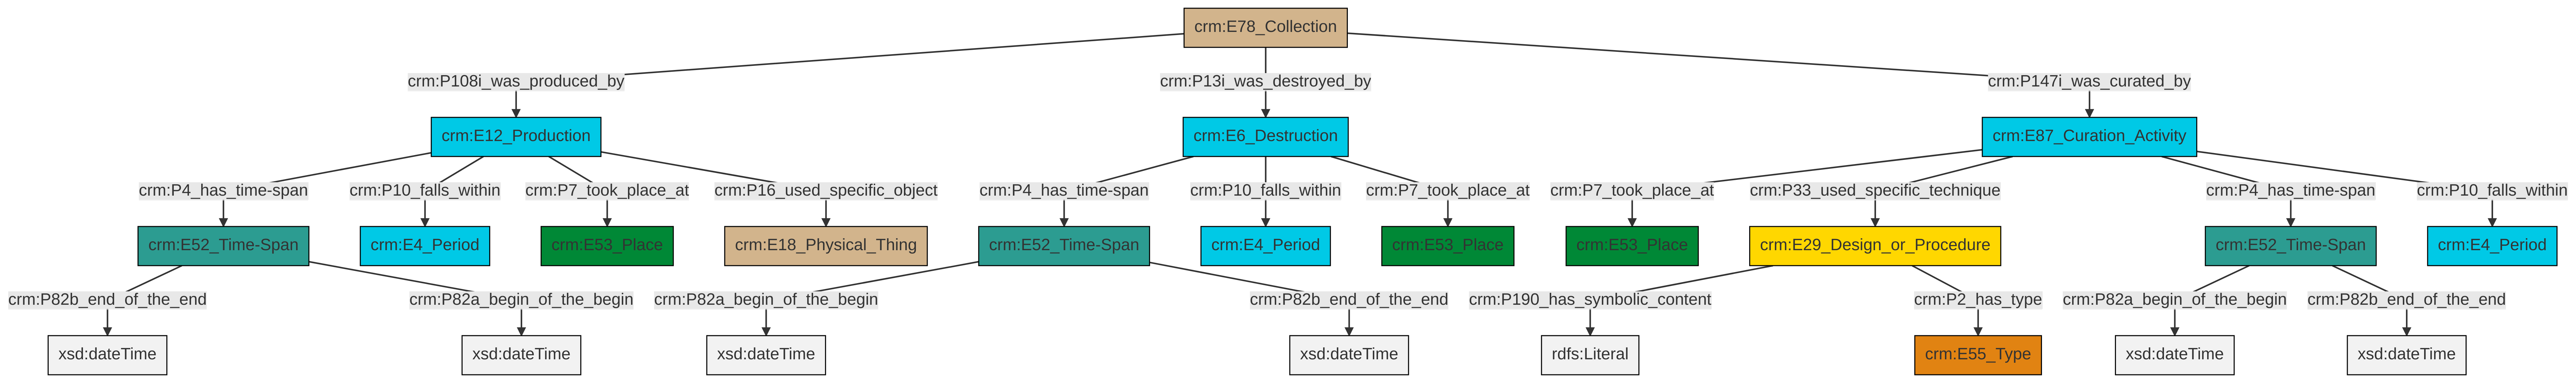 crm:E78_Collection
crm:P108i_was_produced_by
crm:P13i_was_destroyed_by
crm:P147i_was_curated_by
crm:E12_Production
crm:E6_Destruction
crm:E87_Curation_Activity
crm:P4_has_time-span
crm:P10_falls_within
crm:P7_took_place_at
crm:P16_used_specific_object
crm:P4_has_time-span
crm:P10_falls_within
crm:P7_took_place_at
crm:P7_took_place_at
crm:P33_used_specific_technique
crm:P4_has_time-span
crm:P10_falls_within
crm:E52_Time-Span
crm:E4_Period
crm:E53_Place
crm:E18_Physical_Thing
crm:E52_Time-Span
crm:E4_Period
crm:E53_Place
crm:E53_Place
crm:E29_Design_or_Procedure
crm:E52_Time-Span
crm:E4_Period
crm:P82b_end_of_the_end
crm:P82a_begin_of_the_begin
crm:P82a_begin_of_the_begin
crm:P82b_end_of_the_end
crm:P190_has_symbolic_content
crm:P2_has_type
crm:P82a_begin_of_the_begin
crm:P82b_end_of_the_end
xsd:dateTime
xsd:dateTime
xsd:dateTime
xsd:dateTime
rdfs:Literal
crm:E55_Type
xsd:dateTime
xsd:dateTime